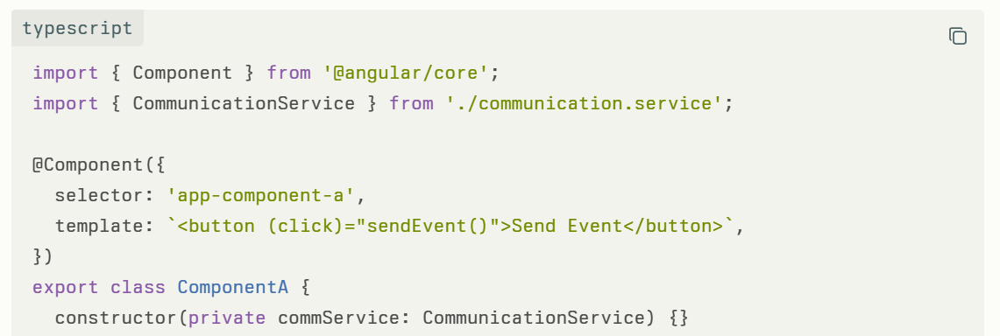 typescript
import { Component } from '@angular/core';
import { CommunicationService } from './communication.service';

@Component({
  selector: 'app-component-a',
  template: `<button (click)="sendEvent()">Send Event</button>`,
})
export class ComponentA {
  constructor(private commService: CommunicationService) {}